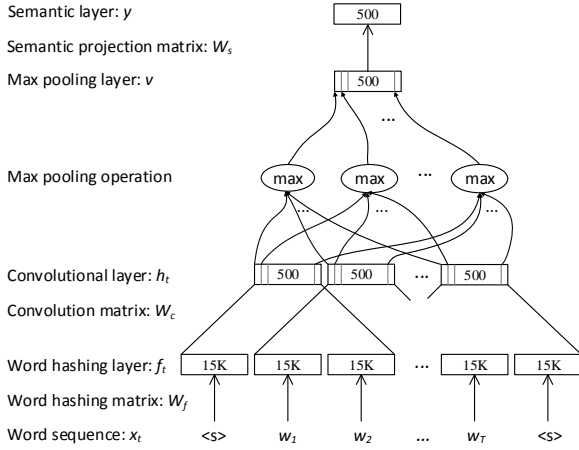 Semantic layer: y 500
Semantic projection matrix: Ws
Max pooling layer: v 500
...
Max pooling operation max max ... max
... ... ...
Convolutional layer: ht 500 500 ... 500
Convolution matrix: Wc
Word hashing layer: ft 15K 15K 15K ... 15K 15K
Word hashing matrix: Wf
Word sequence: xt <s> w1 w2 ... wT <s>